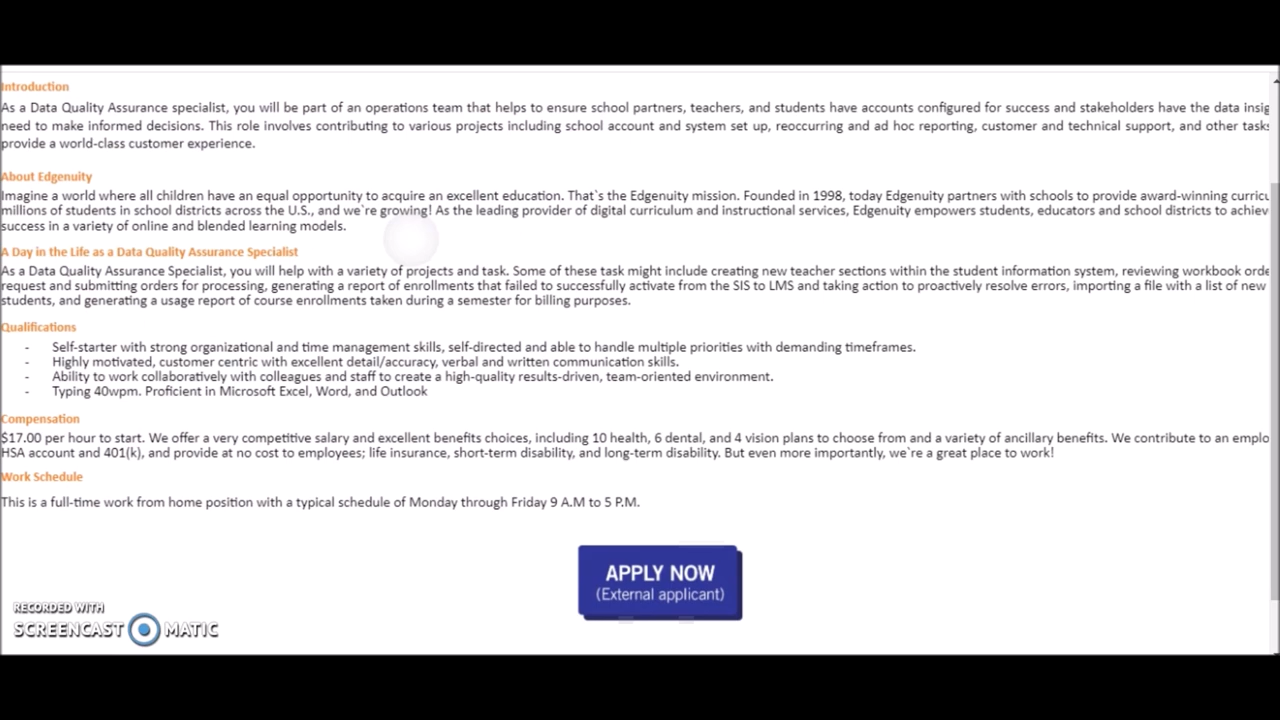 Introduction
As a Data Quality Assurance specialist, you will be part of an operations team that helps to ensure school partners, teachers, and students have accounts configured for success and stakeholders have the data insig
need to make informed decisions. This role involves contributing to various projects including school account and system set up, reoccurring and ad hoc reporting, customer and technical support, and other tasks
provide a world-class customer experience.
About Edgenuity
Imagine a world where all children have an equal opportunity to acquire an excellent education. That`s the Edgenuity mission. Founded in 1998, today Edgenuity partners with schools to provide award-winning curricu
millions of students in school districts across the U.S., and we`re growing! As the leading provider of digital curriculum and instructional services, Edgenuity empowers students, educators and school districts to achiev
success in a variety of online and blended learning models.
A Day in the Life as a Data Quality Assurance Specialist
As a Data Quality Assurance Specialist, you will help with a variety of projects and task. Some of these task might include creating new teacher sections within the student information system, reviewing workbook orde
request and submitting orders for processing, generating a report of enrollments that failed to successfully activate from the SIS to LMS and taking action to proactively resolve errors, importing a file with a list of new
students, and generating a usage report of course enrollments taken during a semester for billing purposes.
Qualifications
- Self-starter with strong organizational and time management skills, self-directed and able to handle multiple priorities with demanding timeframes.
- Highly motivated, customer centric with excellent detail/accuracy, verbal and written communication skills.
- Ability to work collaboratively with colleagues and staff to create a high-quality results-driven, team-oriented environment.
- Typing 40wpm. Proficient in Microsoft Excel, Word, and Outlook
Compensation
$17.00 per hour to start. We offer a very competitive salary and excellent benefits choices, including 10 health, 6 dental, and 4 vision plans to choose from and a variety of ancillary benefits. We contribute to an emplo
HSA account and 401(k), and provide at no cost to employees; life insurance, short-term disability, and long-term disability. But even more importantly, we`re a great place to work!
Work Schedule
This is a full-time work from home position with a typical schedule of Monday through Friday 9 A.M to 5 P.M.
APPLY NOW
(External applicant)
RECORDED WITH
SCREENCAST MATIC